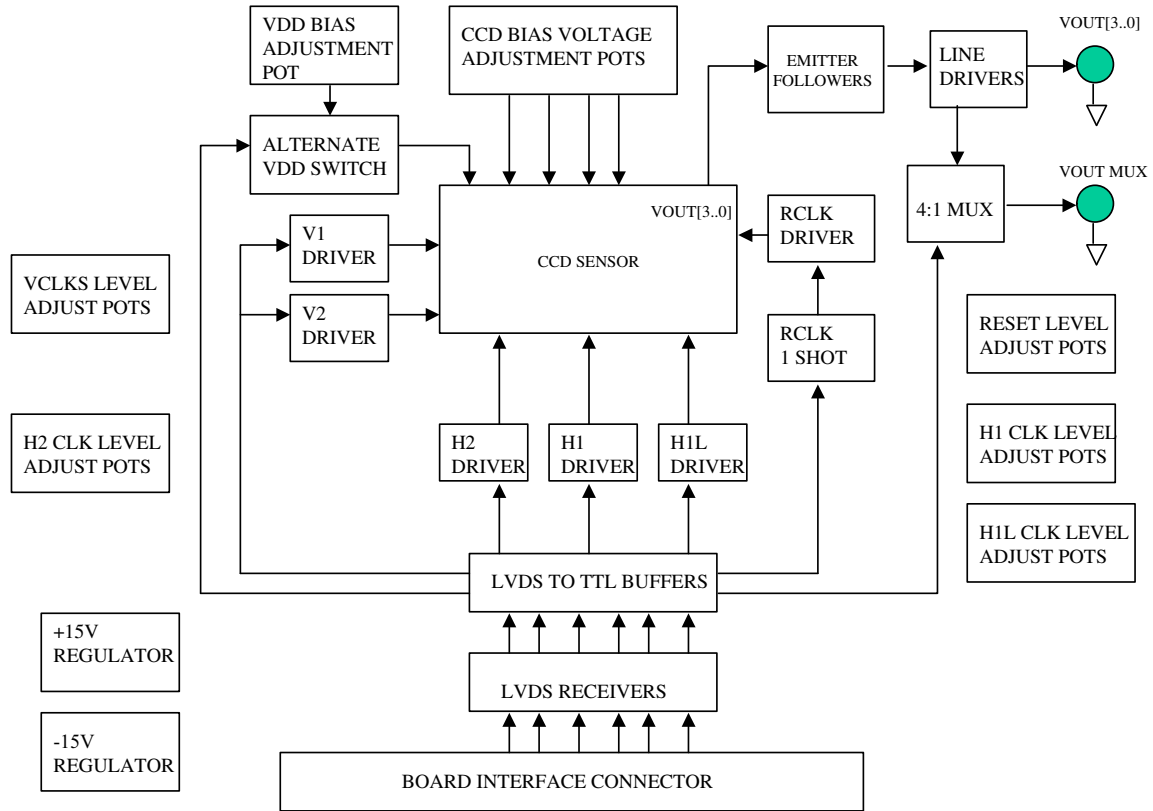 VDD BIAS
ADJUSTMENT
POT
CCD BIAS VOLTAGE
ADJUSTMENT POTS
EMITTER
FOLLOWERS
LINE
DRIVERS
VOUT[3..0]
ALTERNATE
VDD SWITCH
VOUT MUX
4:1 MUX
VOUT[3..0]
CCD SENSOR
RCLK
DRIVER
V1
DRIVER
V2
DRIVER
VCLKS LEVEL
ADJUST POTS
RCLK
1 SHOT
RESET LEVEL
ADJUST POTS
H2 CLK LEVEL
ADJUST POTS
H2
DRIVER
H1
DRIVER
H1L
DRIVER
H1 CLK LEVEL
ADJUST POTS
H1L CLK LEVEL
ADJUST POTS
LVDS TO TTL BUFFERS
+15V
REGULATOR
LVDS RECEIVERS
-15V
REGULATOR
BOARD INTERFACE CONNECTOR